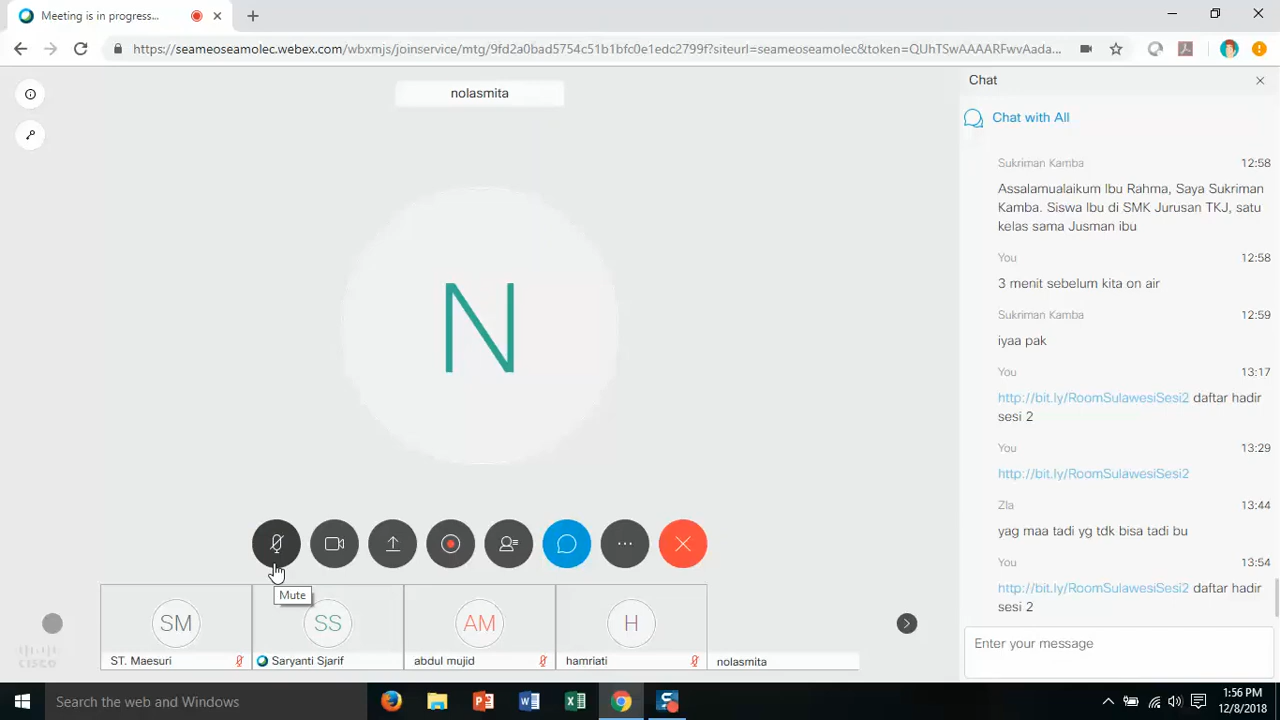 Meeting is in progress...
https://seameoseamolec.webex.com/wbxmjs/joinservice/mtg/9fd2a0bad5754c51b1bfc0e1edc2799f?siteurl=seameoseamolec&token=QUhTSwAAAARFwvAada...
nolasmita
N
Mute
SM
ST. Maesuri
SS
Saryanti Sjarif
AM
abdul mujid
H
hamriati
nolasmita
CISCO
Chat
Chat with All
Sukriman Kamba 12:58
Assalamualaikum Ibu Rahma, Saya Sukriman
Kamba. Siswa Ibu di SMK Jurusan TKJ, satu
kelas sama Jusman ibu
You 12:58
3 menit sebelum kita on air
Sukriman Kamba 12:59
iyaa pak
You 13:17
http://bit.ly/RoomSulawesiSesi2 daftar hadir
sesi 2
You 13:29
http://bit.ly/RoomSulawesiSesi2
Zla 13:44
yag maa tadi yg tdk bisa tadi bu
You 13:54
http://bit.ly/RoomSulawesiSesi2 daftar hadir
sesi 2
Enter your message
Search the web and Windows
1:56 PM
12/8/2018